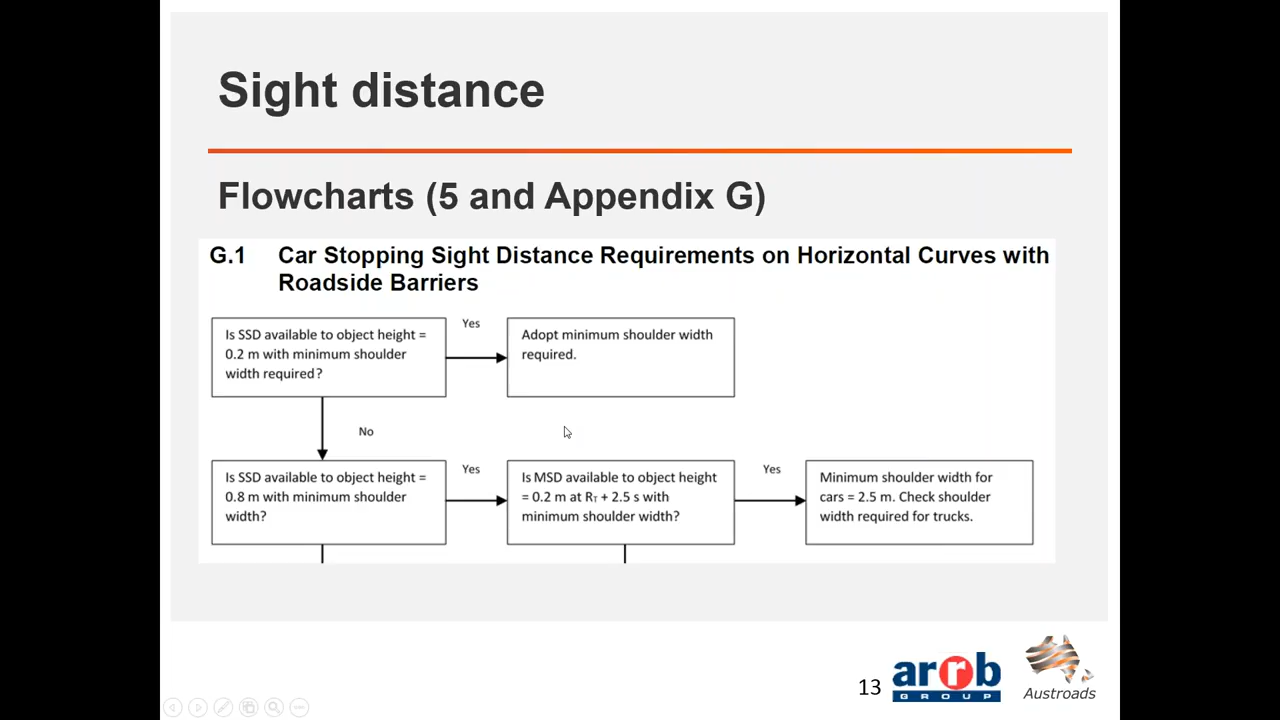 Sight distance
Flowcharts (5 and Appendix G)
G.1 Car Stopping Sight Distance Requirements on Horizontal Curves with
Roadside Barriers
Is SSD available to object height =
0.2 m with minimum shoulder
width required?
Yes
Adopt minimum shoulder width
required.
No
Is SSD available to object height =
0.8 m with minimum shoulder
width?
Yes
Is MSD available to object height
= 0.2 m at RT + 2.5 s with
minimum shoulder width?
Yes
Minimum shoulder width for
cars = 2.5 m. Check shoulder
width required for trucks.
13
arrb
GROUP
Austroads